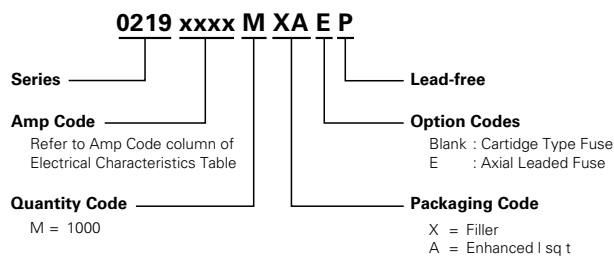 0219 xxxx M XA E P
Series
Amp Code
Refer to Amp Code column of
Electrical Characteristics Table
Quantity Code
M = 1000
Lead-free
Option Codes
Blank : Cartidge Type Fuse
E : Axial Leaded Fuse
Packaging Code
X = Filler
A = Enhanced I sq t